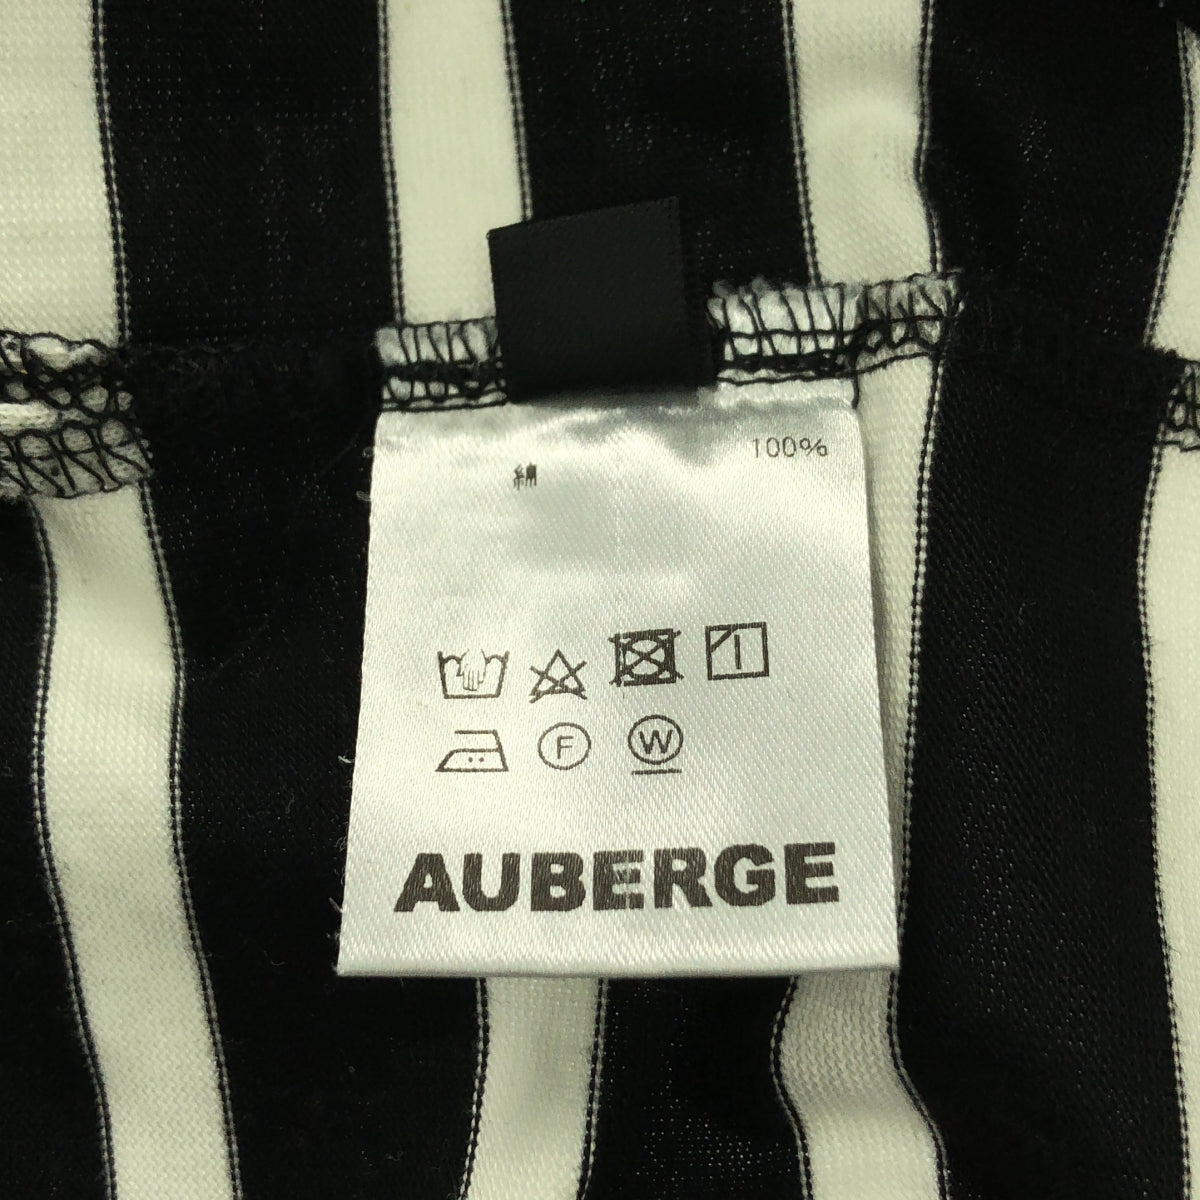 綿 100%
F W
AUBERGE